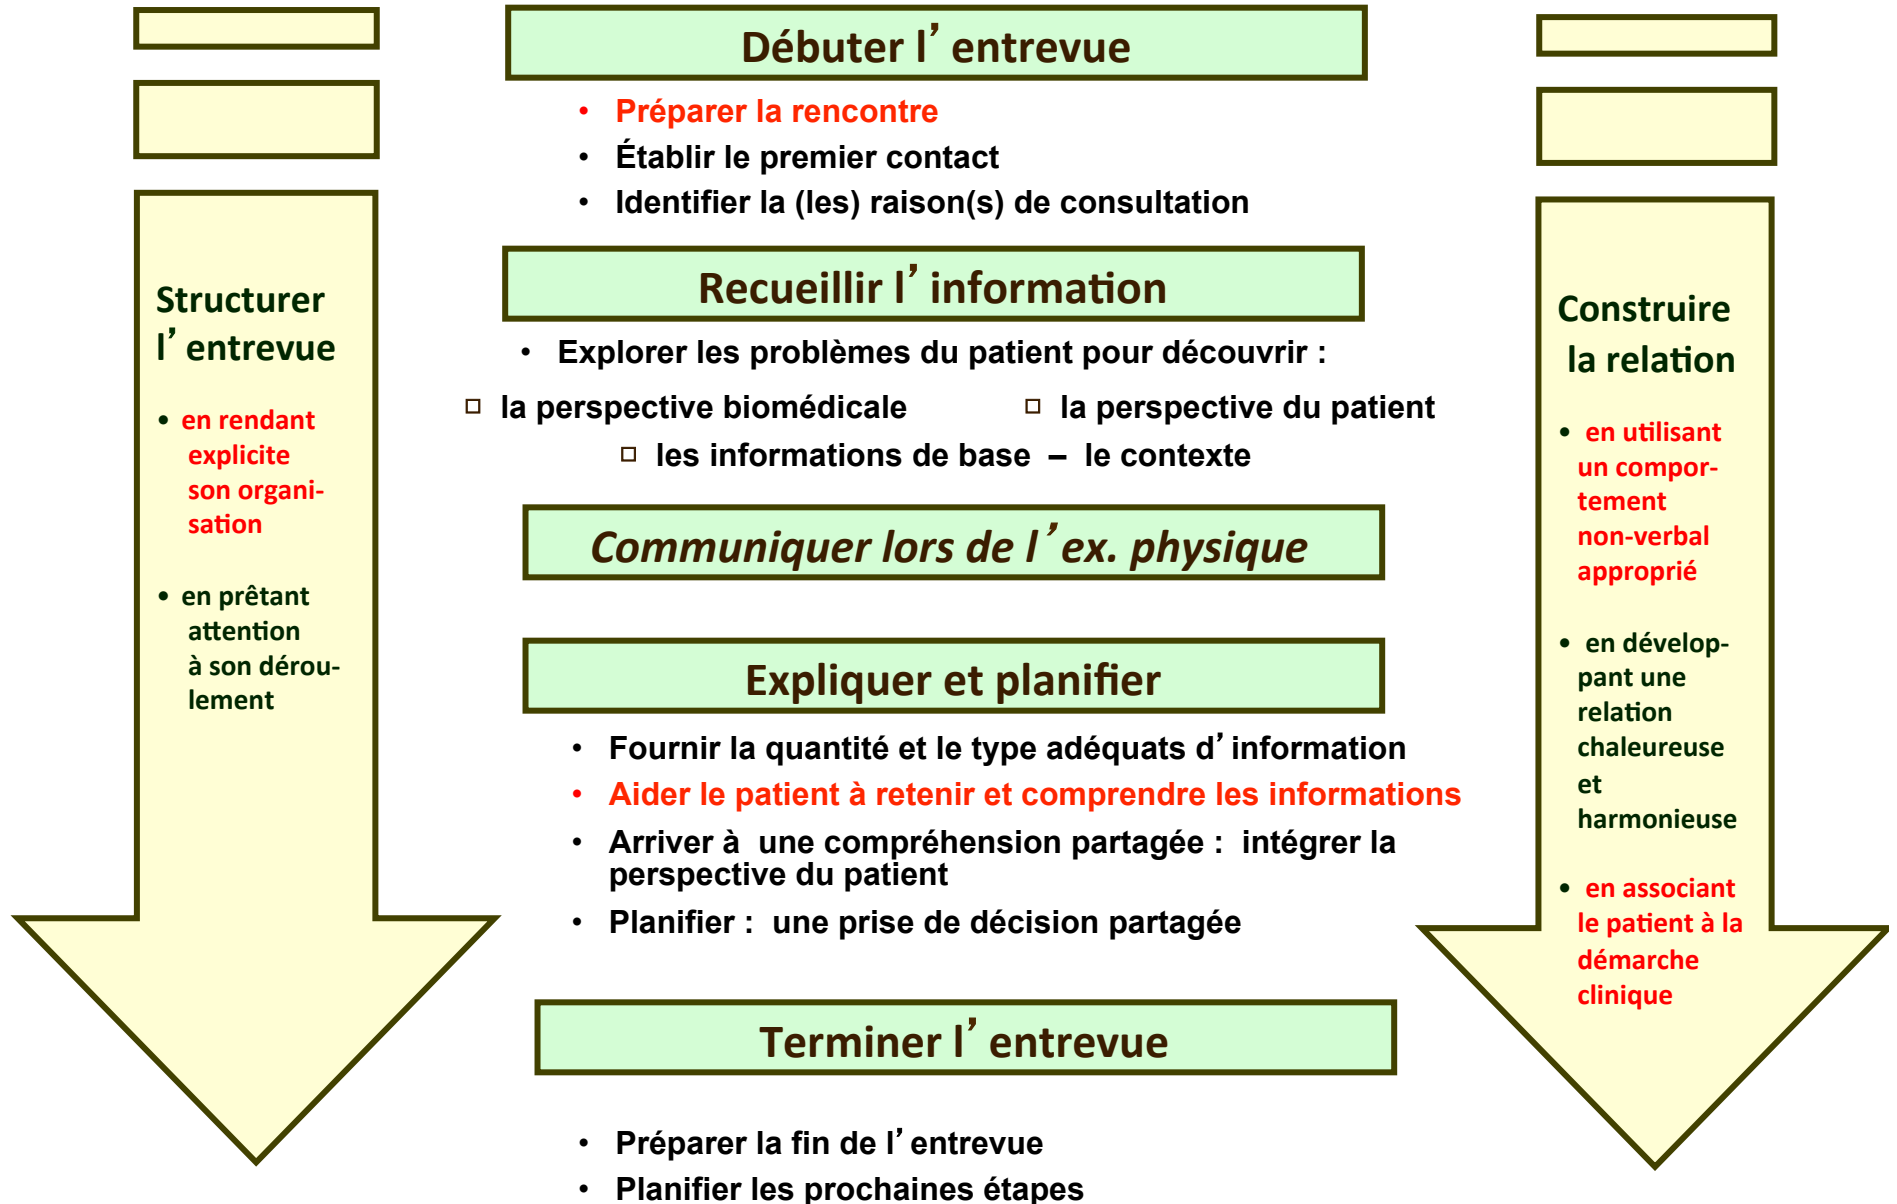 Débuter l’ entrevue
• Préparer la rencontre
• Établir le premier contact
• Identifier la (les) raison(s) de consultation
Recueillir l’ information
• Explorer les problèmes du patient pour découvrir :
▫ la perspective biomédicale ▫ la perspective du patient
▫ les informations de base – le contexte
Communiquer lors de l’ex. physique
Expliquer et planifier
• Fournir la quantité et le type adéquats d’ information
• Aider le patient à retenir et comprendre les informations
• Arriver à une compréhension partagée : intégrer la
perspective du patient
• Planifier : une prise de décision partagée
Terminer l’ entrevue
• Préparer la fin de l’ entrevue
• Planifier les prochaines étapes
Structurer
l’ entrevue
• en rendant
explicite
son organi-
sation
• en prêtant
attention
à son dérou-
lement
Construire
la relation
• en utilisant
un compor-
tement
non-verbal
approprié
• en dévelop-
pant une
relation
chaleureuse
et
harmonieuse
• en associant
le patient à la
démarche
clinique